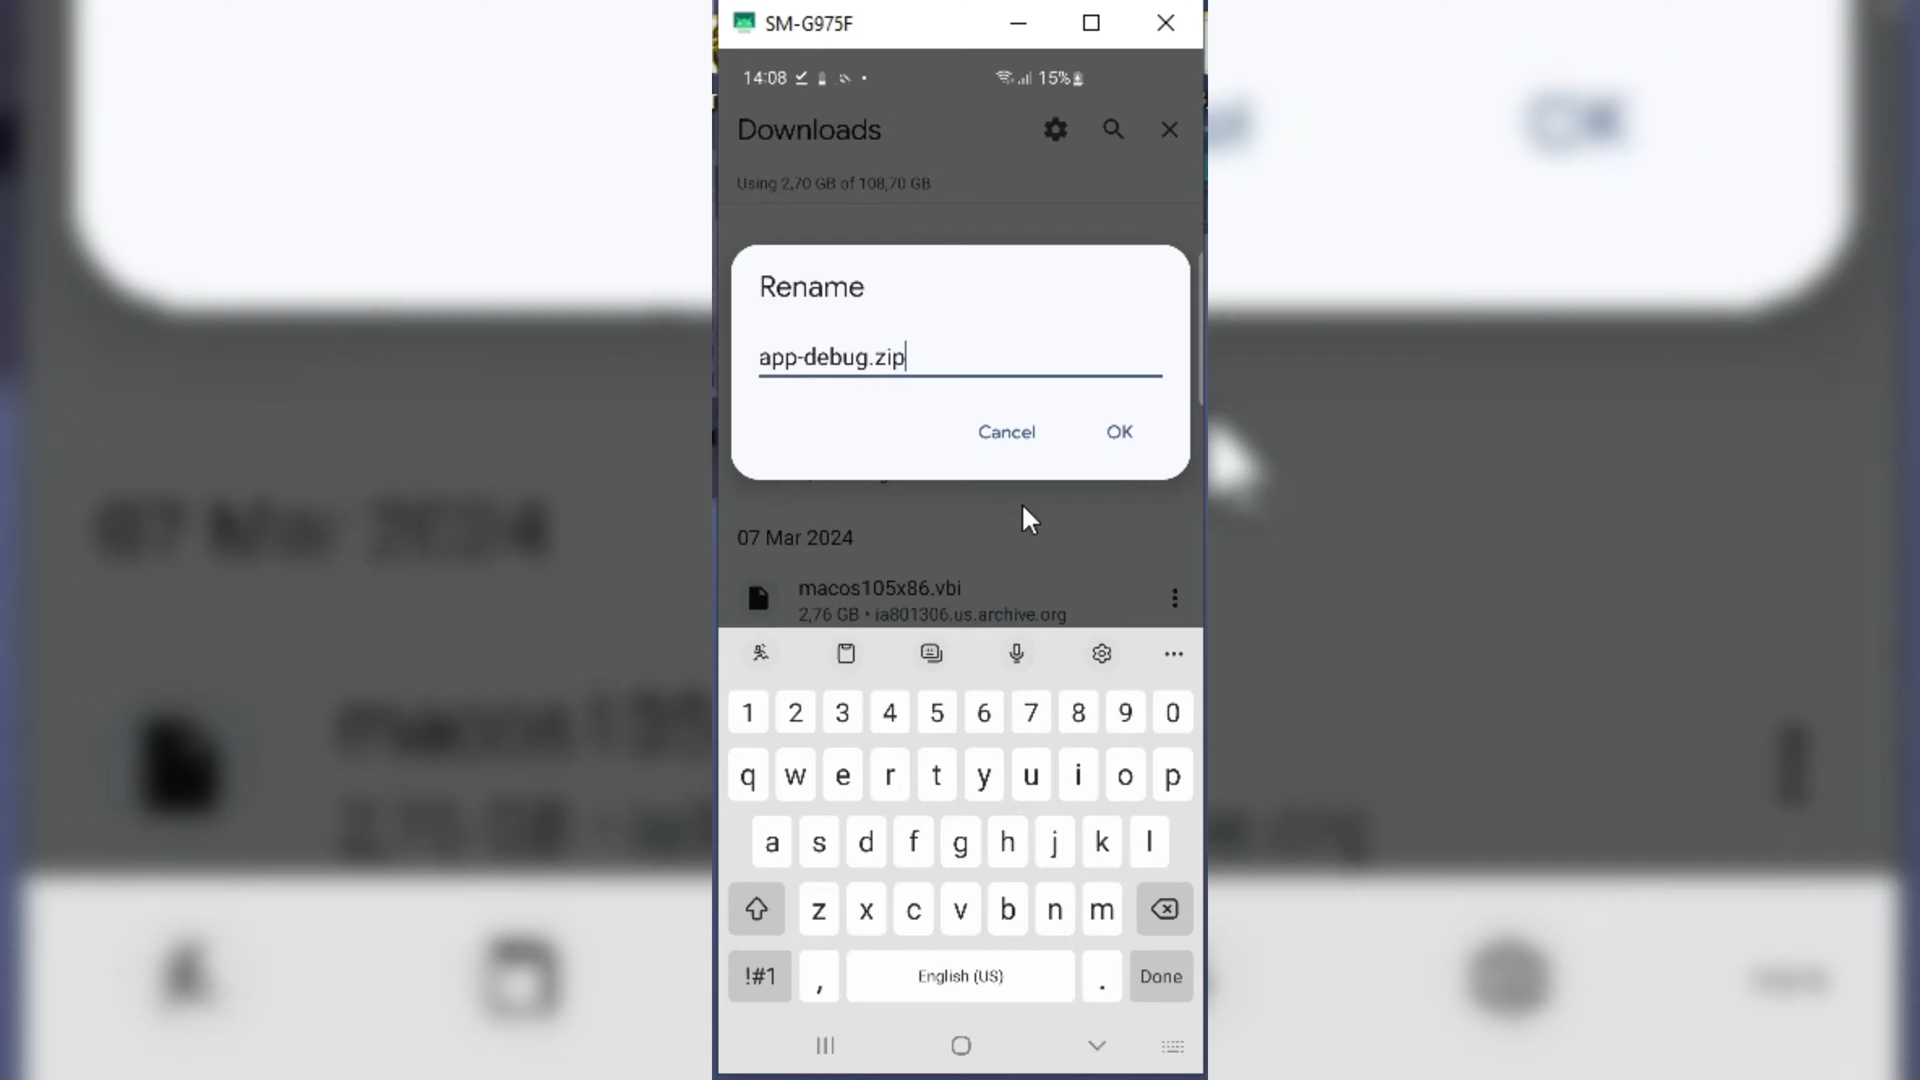 SM-G975F
14:08
15%
Downloads
Using 2,70 GB of 108,70 GB
Rename
app-debug.zip
Cancel
OK
07 Mar 2024
macos105x86.vbi
2,76 GB • ia801306.us.archive.org
1 2 3 4 5 6 7 8 9 0
q w e r t y u i o p
a s d f g h j k l
z x c v b n m
!#1 , English (US) . Done